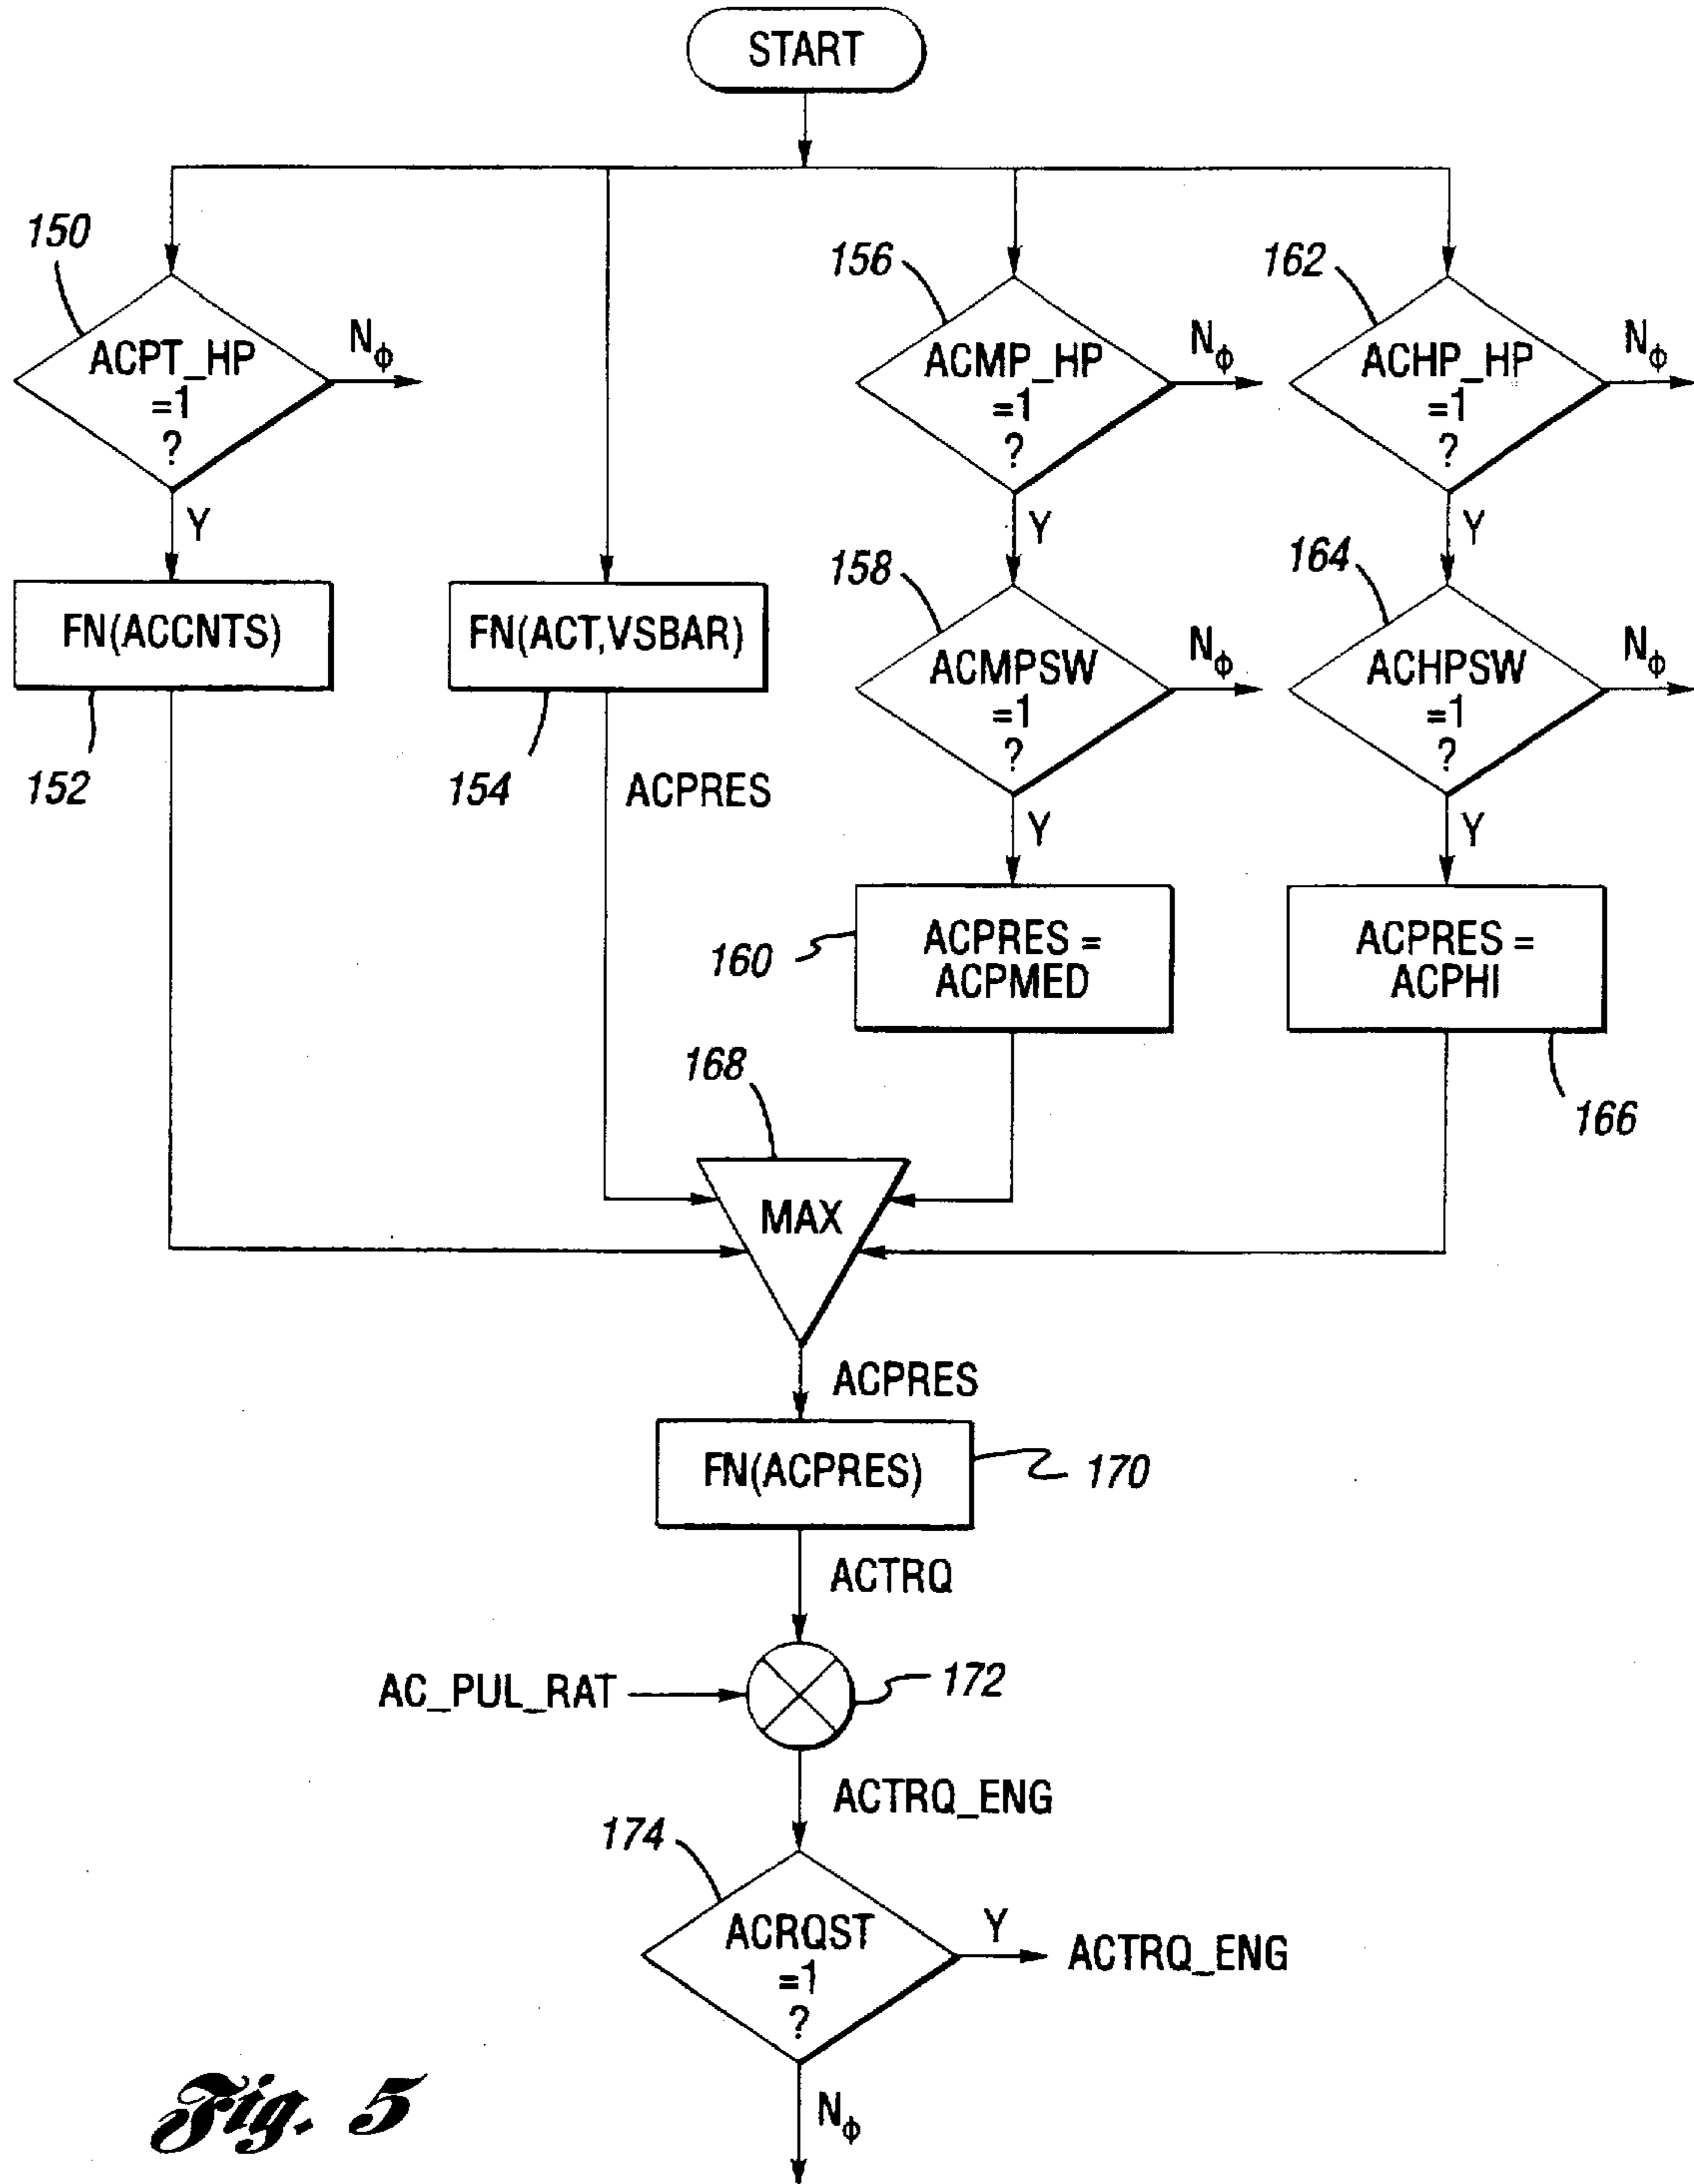 START
150
156
162
ACPT_HP
=1
?
Nϕ
ACMP_HP
=1
?
Nϕ
ACHP_HP
=1
?
Nϕ
Y
Y
Y
158
164
FN(ACCNTS)
FN(ACT,VSBAR)
ACMPSW
=1
?
Nϕ
ACHPSW
=1
?
Nϕ
152
154
ACPRES
Y
Y
160
ACPRES =
ACPMED
ACPRES =
ACPHI
166
168
MAX
ACPRES
FN(ACPRES)
170
ACTRQ
AC_PUL_RAT
172
ACTRQ_ENG
174
ACRQST
=1
?
Y
ACTRQ_ENG
Nϕ
Fig. 5